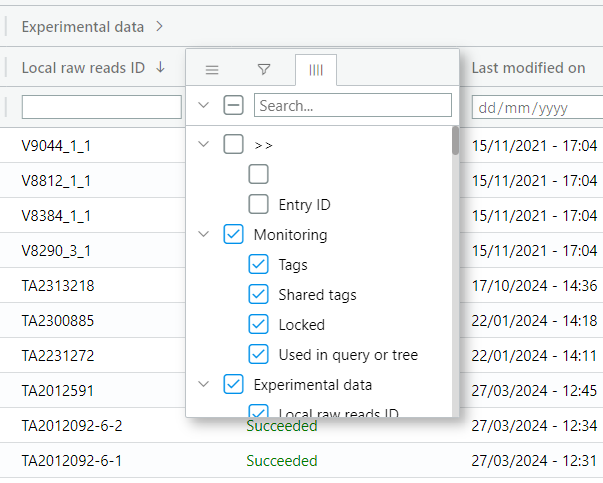 Experimental data >
Local raw reads ID ↓ Last modified on
Search... dd/mm/yyyy
>>
V9044_1_1 15/11/2021 - 17:04
V8812_1_1 15/11/2021 - 17:04
Entry ID
V8384_1_1 15/11/2021 - 17:04
Monitoring
V8290_3_1 15/11/2021 - 17:04
Tags
TA2313218 17/10/2024 - 14:36
Shared tags
TA2300885 Locked 22/01/2024 - 14:18
TA2231272 Used in query or tree 22/01/2024 - 14:11
Experimental data
TA2012591 27/03/2024 - 12:45
Local raw reads ID
TA2012092-6-2 Succeeded 27/03/2024 - 12:34
TA2012092-6-1 Succeeded 27/03/2024 - 12:31